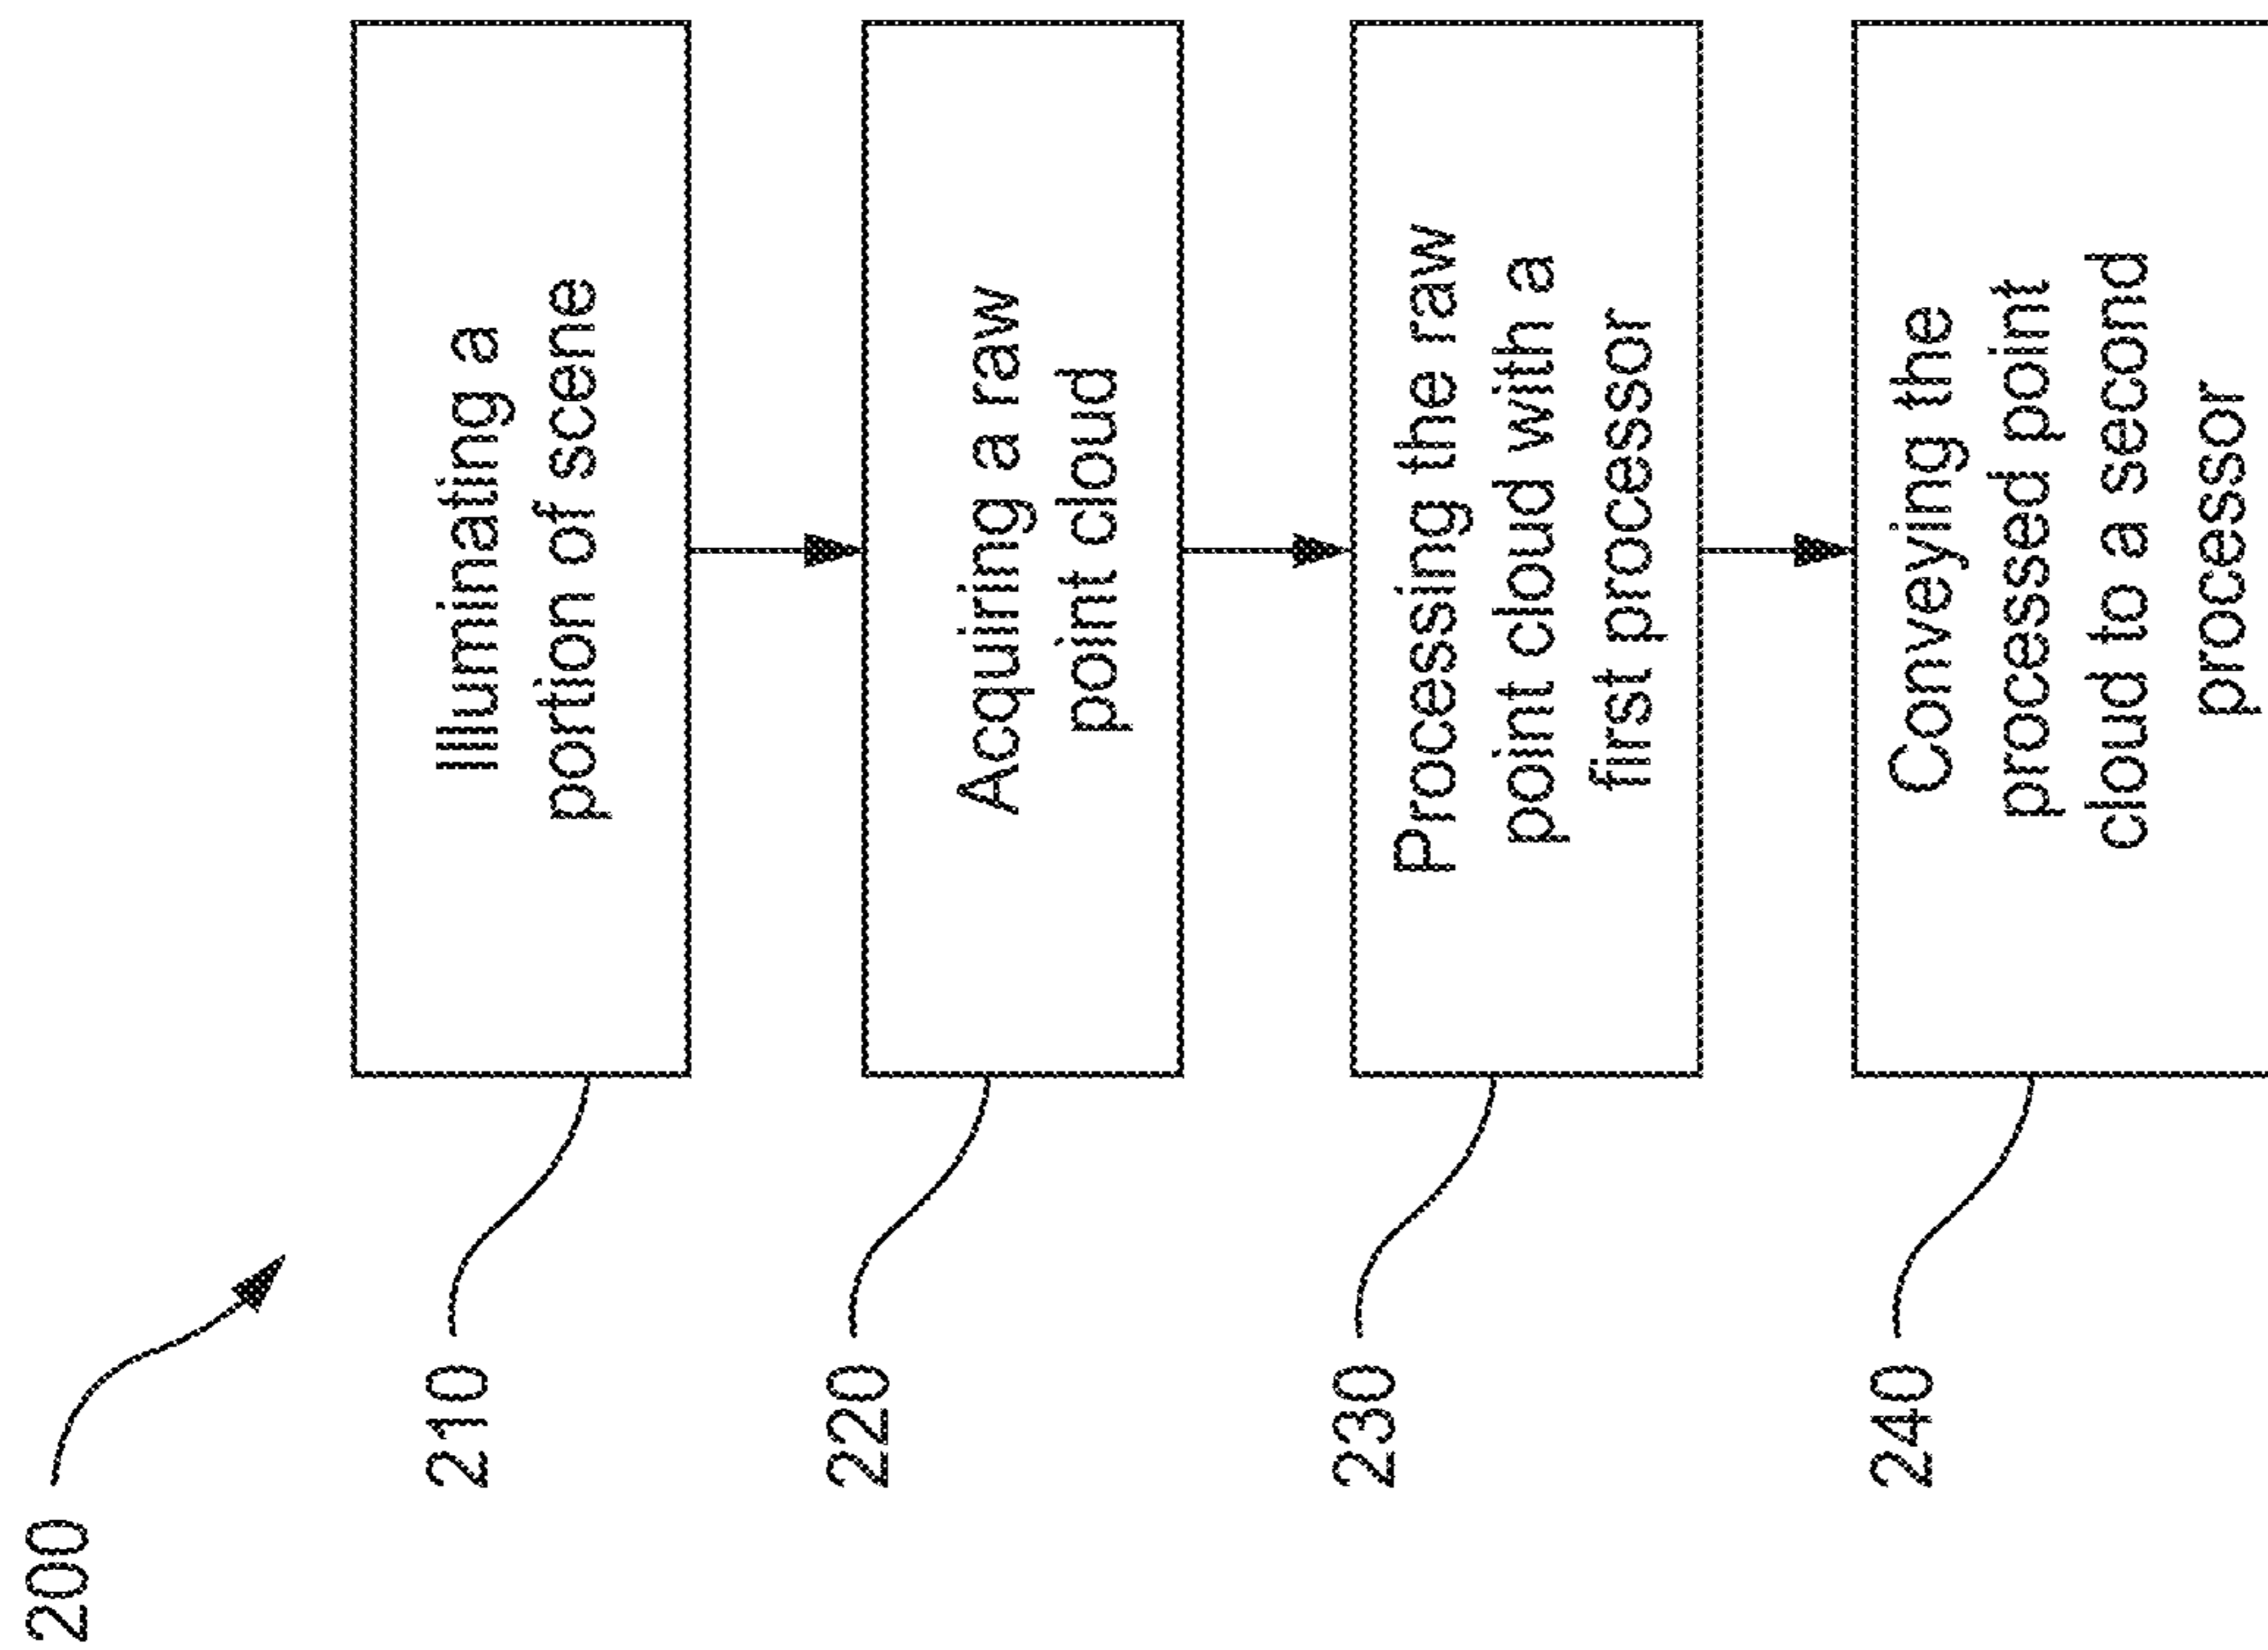 200
210
Illuminating a
portion of scene
220
Acquiring a raw
point cloud
230
Processing the raw
point cloud with a
first processor
240
Conveying the
processed point
cloud to a second
processor